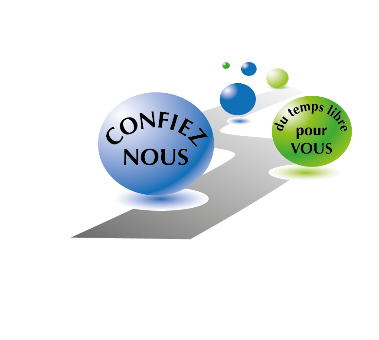 CONFIEZ
NOUS
du temps libre
pour
VOUS